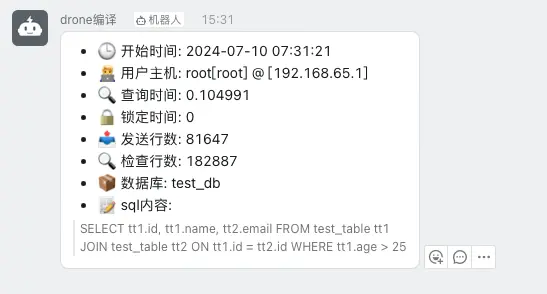 drone编译 机器人 15:31
开始时间: 2024-07-10 07:31:21
用户主机: root[root] @ [192.168.65.1]
查询时间: 0.104991
锁定时间: 0
发送行数: 81647
检查行数: 182887
数据库: test_db
sql内容:
SELECT tt1.id, tt1.name, tt2.email FROM test_table tt1
JOIN test_table tt2 ON tt1.id = tt2.id WHERE tt1.age > 25